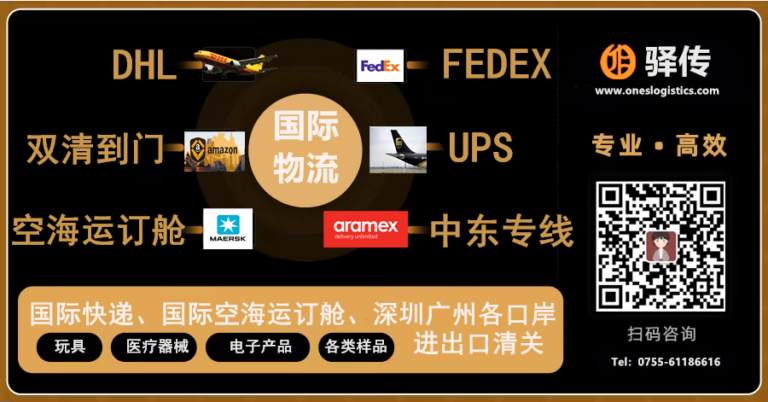 DHL
FedEx
FEDEX
驿传
www.oneslogistics.com
双清到门
amazon
国际
物流
UPS
专业·高效
空海运订舱
MAERSK
aramex
delivery unlimited
中东专线
国际快递、国际空海运订舱、深圳广州各口岸
玩具
医疗器械
电子产品
各类样品
进出口清关
扫码咨询
Tel: 0755-61186616